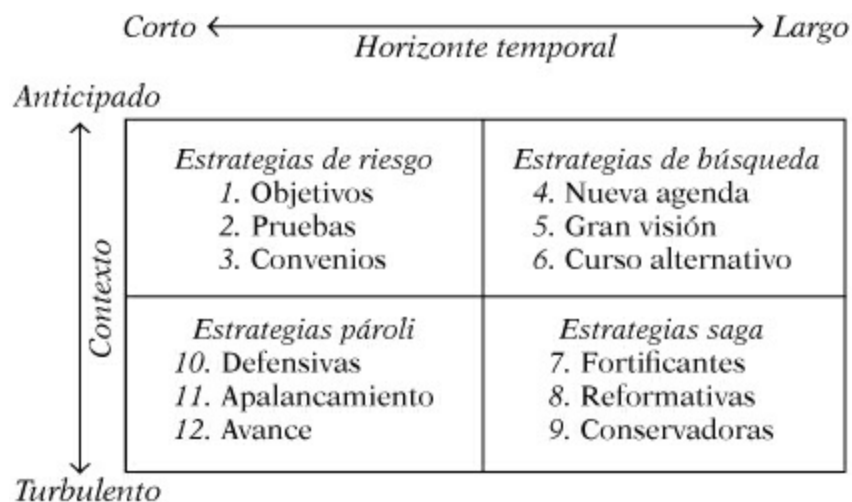 Corto Largo
Horizonte temporal
Anticipado
Contexto
Estrategias de riesgo
1. Objetivos
2. Pruebas
3. Convenios
Estrategias de búsqueda
4. Nueva agenda
5. Gran visión
6. Curso alternativo
Estrategias pároli
10. Defensivas
11. Apalancamiento
12. Avance
Estrategias saga
7. Fortificantes
8. Reformativas
9. Conservadoras
Turbulento